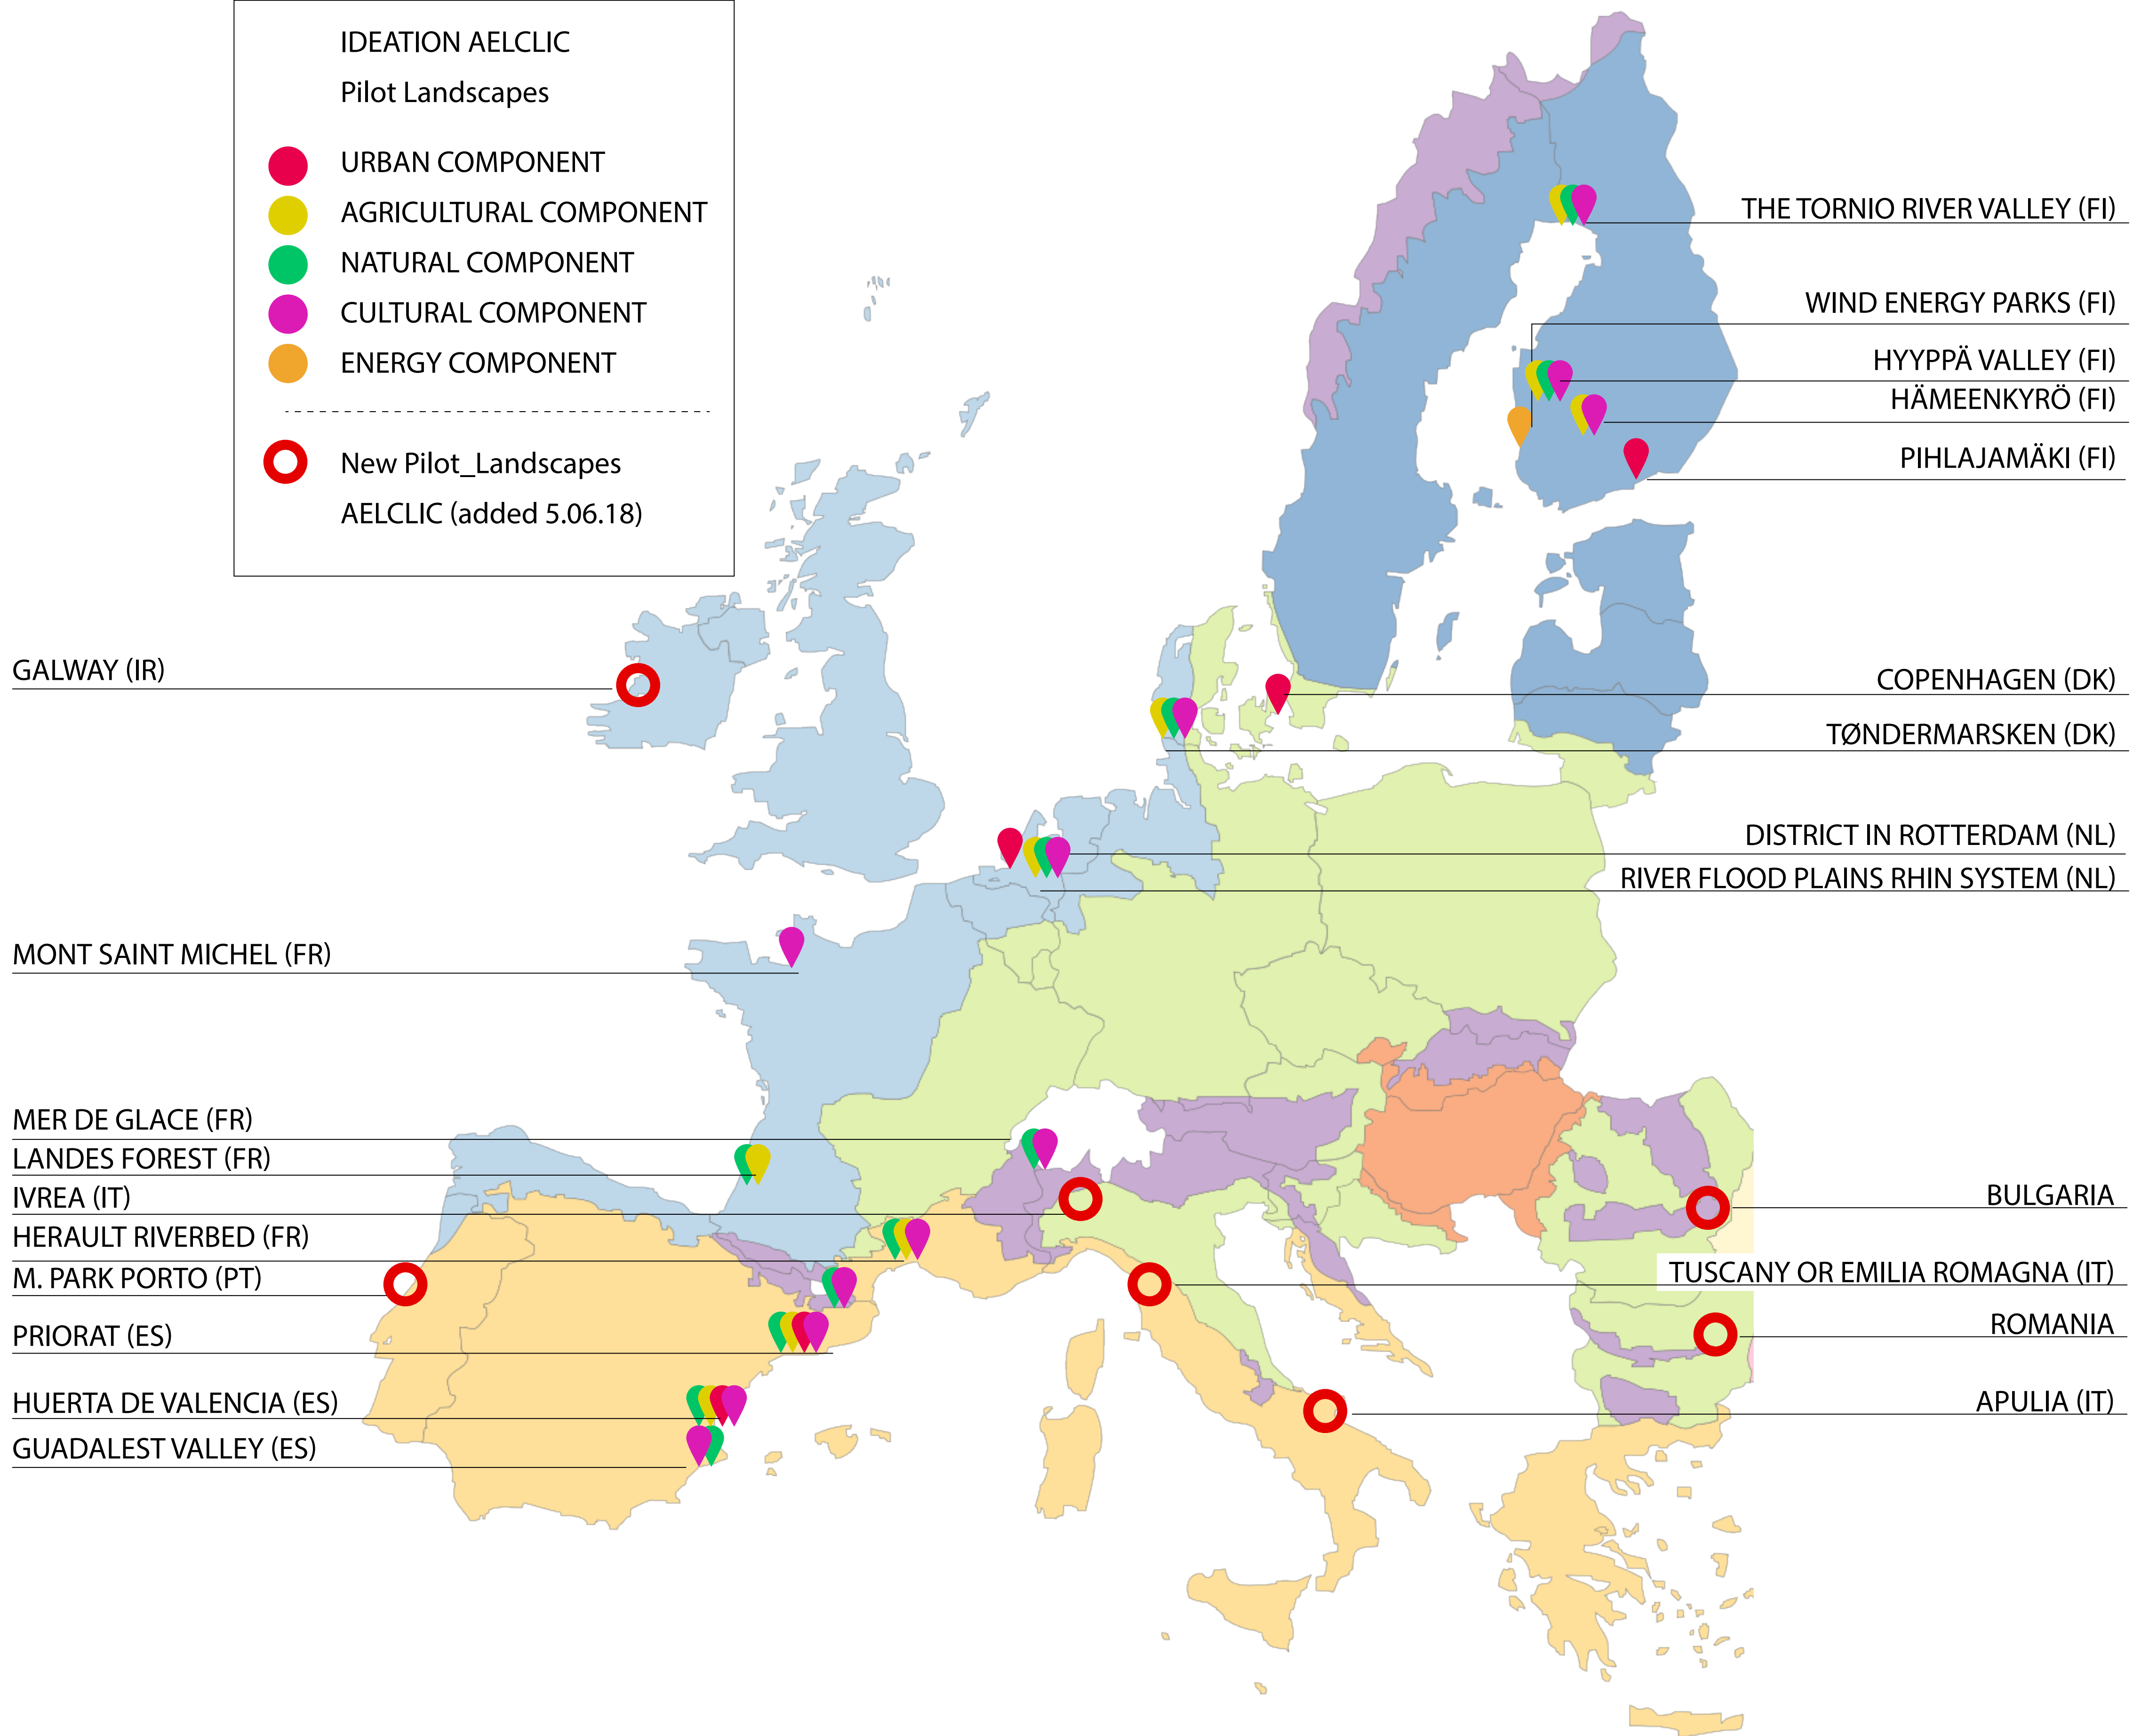 IDEATION AELCLIC
Pilot Landscapes
URBAN COMPONENT
AGRICULTURAL COMPONENT
NATURAL COMPONENT
CULTURAL COMPONENT
ENERGY COMPONENT
New Pilot_Landscapes
AELCLIC (added 5.06.18)
GALWAY (IR)
MONT SAINT MICHEL (FR)
MER DE GLACE (FR)
LANDES FOREST (FR)
IVREA (IT)
HERAULT RIVERBED (FR)
M. PARK PORTO (PT)
PRIORAT (ES)
HUERTA DE VALENCIA (ES)
GUADALEST VALLEY (ES)
THE TORNIO RIVER VALLEY (FI)
WIND ENERGY PARKS (FI)
HYYPPÄ VALLEY (FI)
HÄMEENKYRÖ (FI)
PIHLAJAMÄKI (FI)
COPENHAGEN (DK)
TØNDERMARSKEN (DK)
DISTRICT IN ROTTERDAM (NL)
RIVER FLOOD PLAINS RHIN SYSTEM (NL)
BULGARIA
TUSCANY OR EMILIA ROMAGNA (IT)
ROMANIA
APULIA (IT)